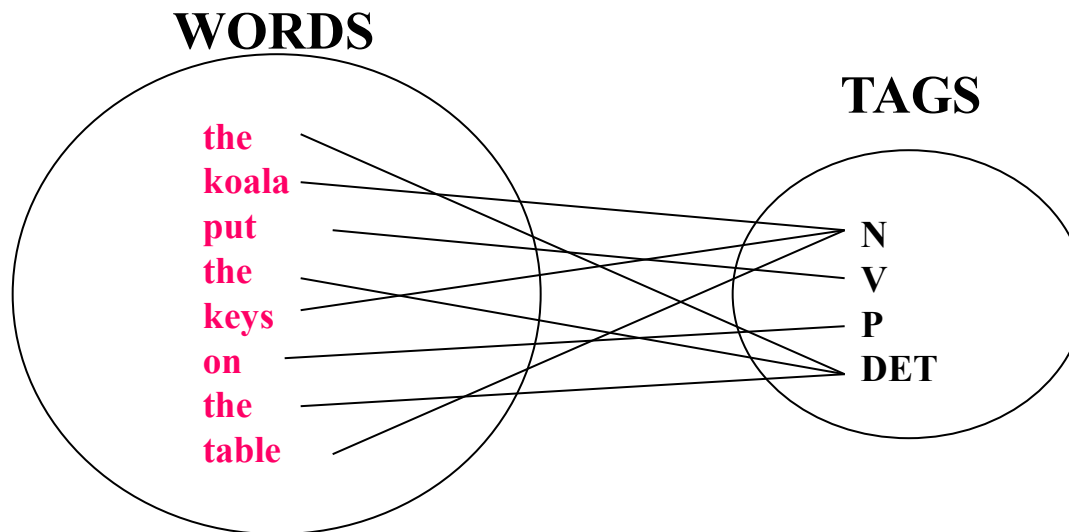 WORDS
the
koala
put
the
keys
on
the
table
TAGS
N
V
P
DET